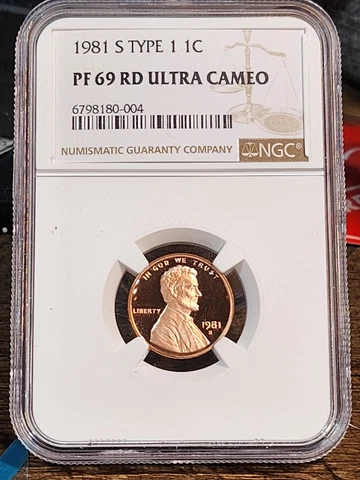 1981 S TYPE 1 1C
PF 69 RD ULTRA CAMEO
6798180-004
NUMISMATIC GUARANTY COMPANY NGC
IN GOD WE TRUST
LIBERTY
1981
S